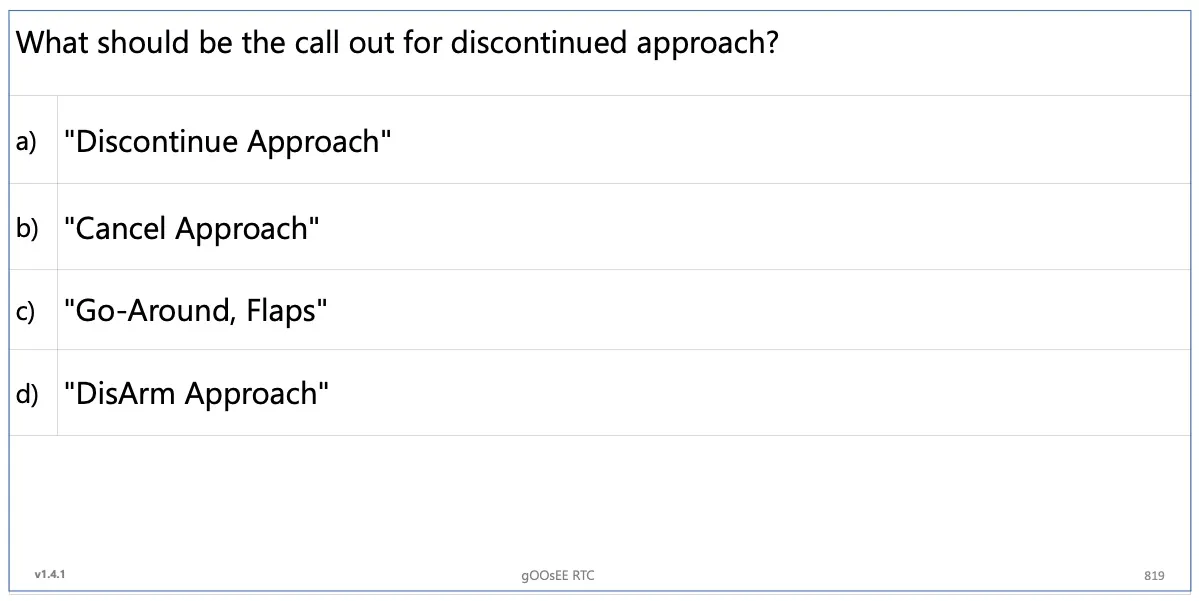 What should be the call out for discontinued approach?
a) "Discontinue Approach"
b) "Cancel Approach"
c) "Go-Around, Flaps"
d) "DisArm Approach"
v1.4.1 gOOsEE RTC 819